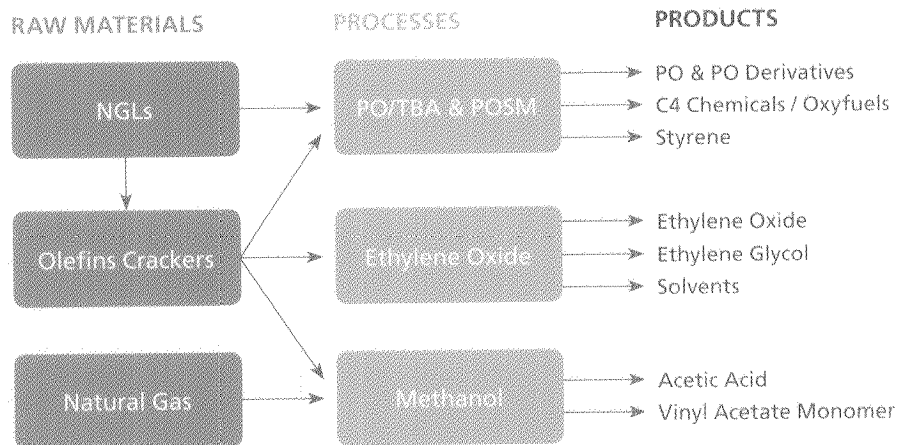 RAW MATERIALS
PROCESSES
PRODUCTS
NGLs
PO/TBA & POSM
PO & PO Derivatives
C4 Chemicals / Oxyfuels
Styrene
Olefins Crackers
Ethylene Oxide
Ethylene Oxide
Ethylene Glycol
Solvents
Natural Gas
Methanol
Acetic Acid
Vinyl Acetate Monomer